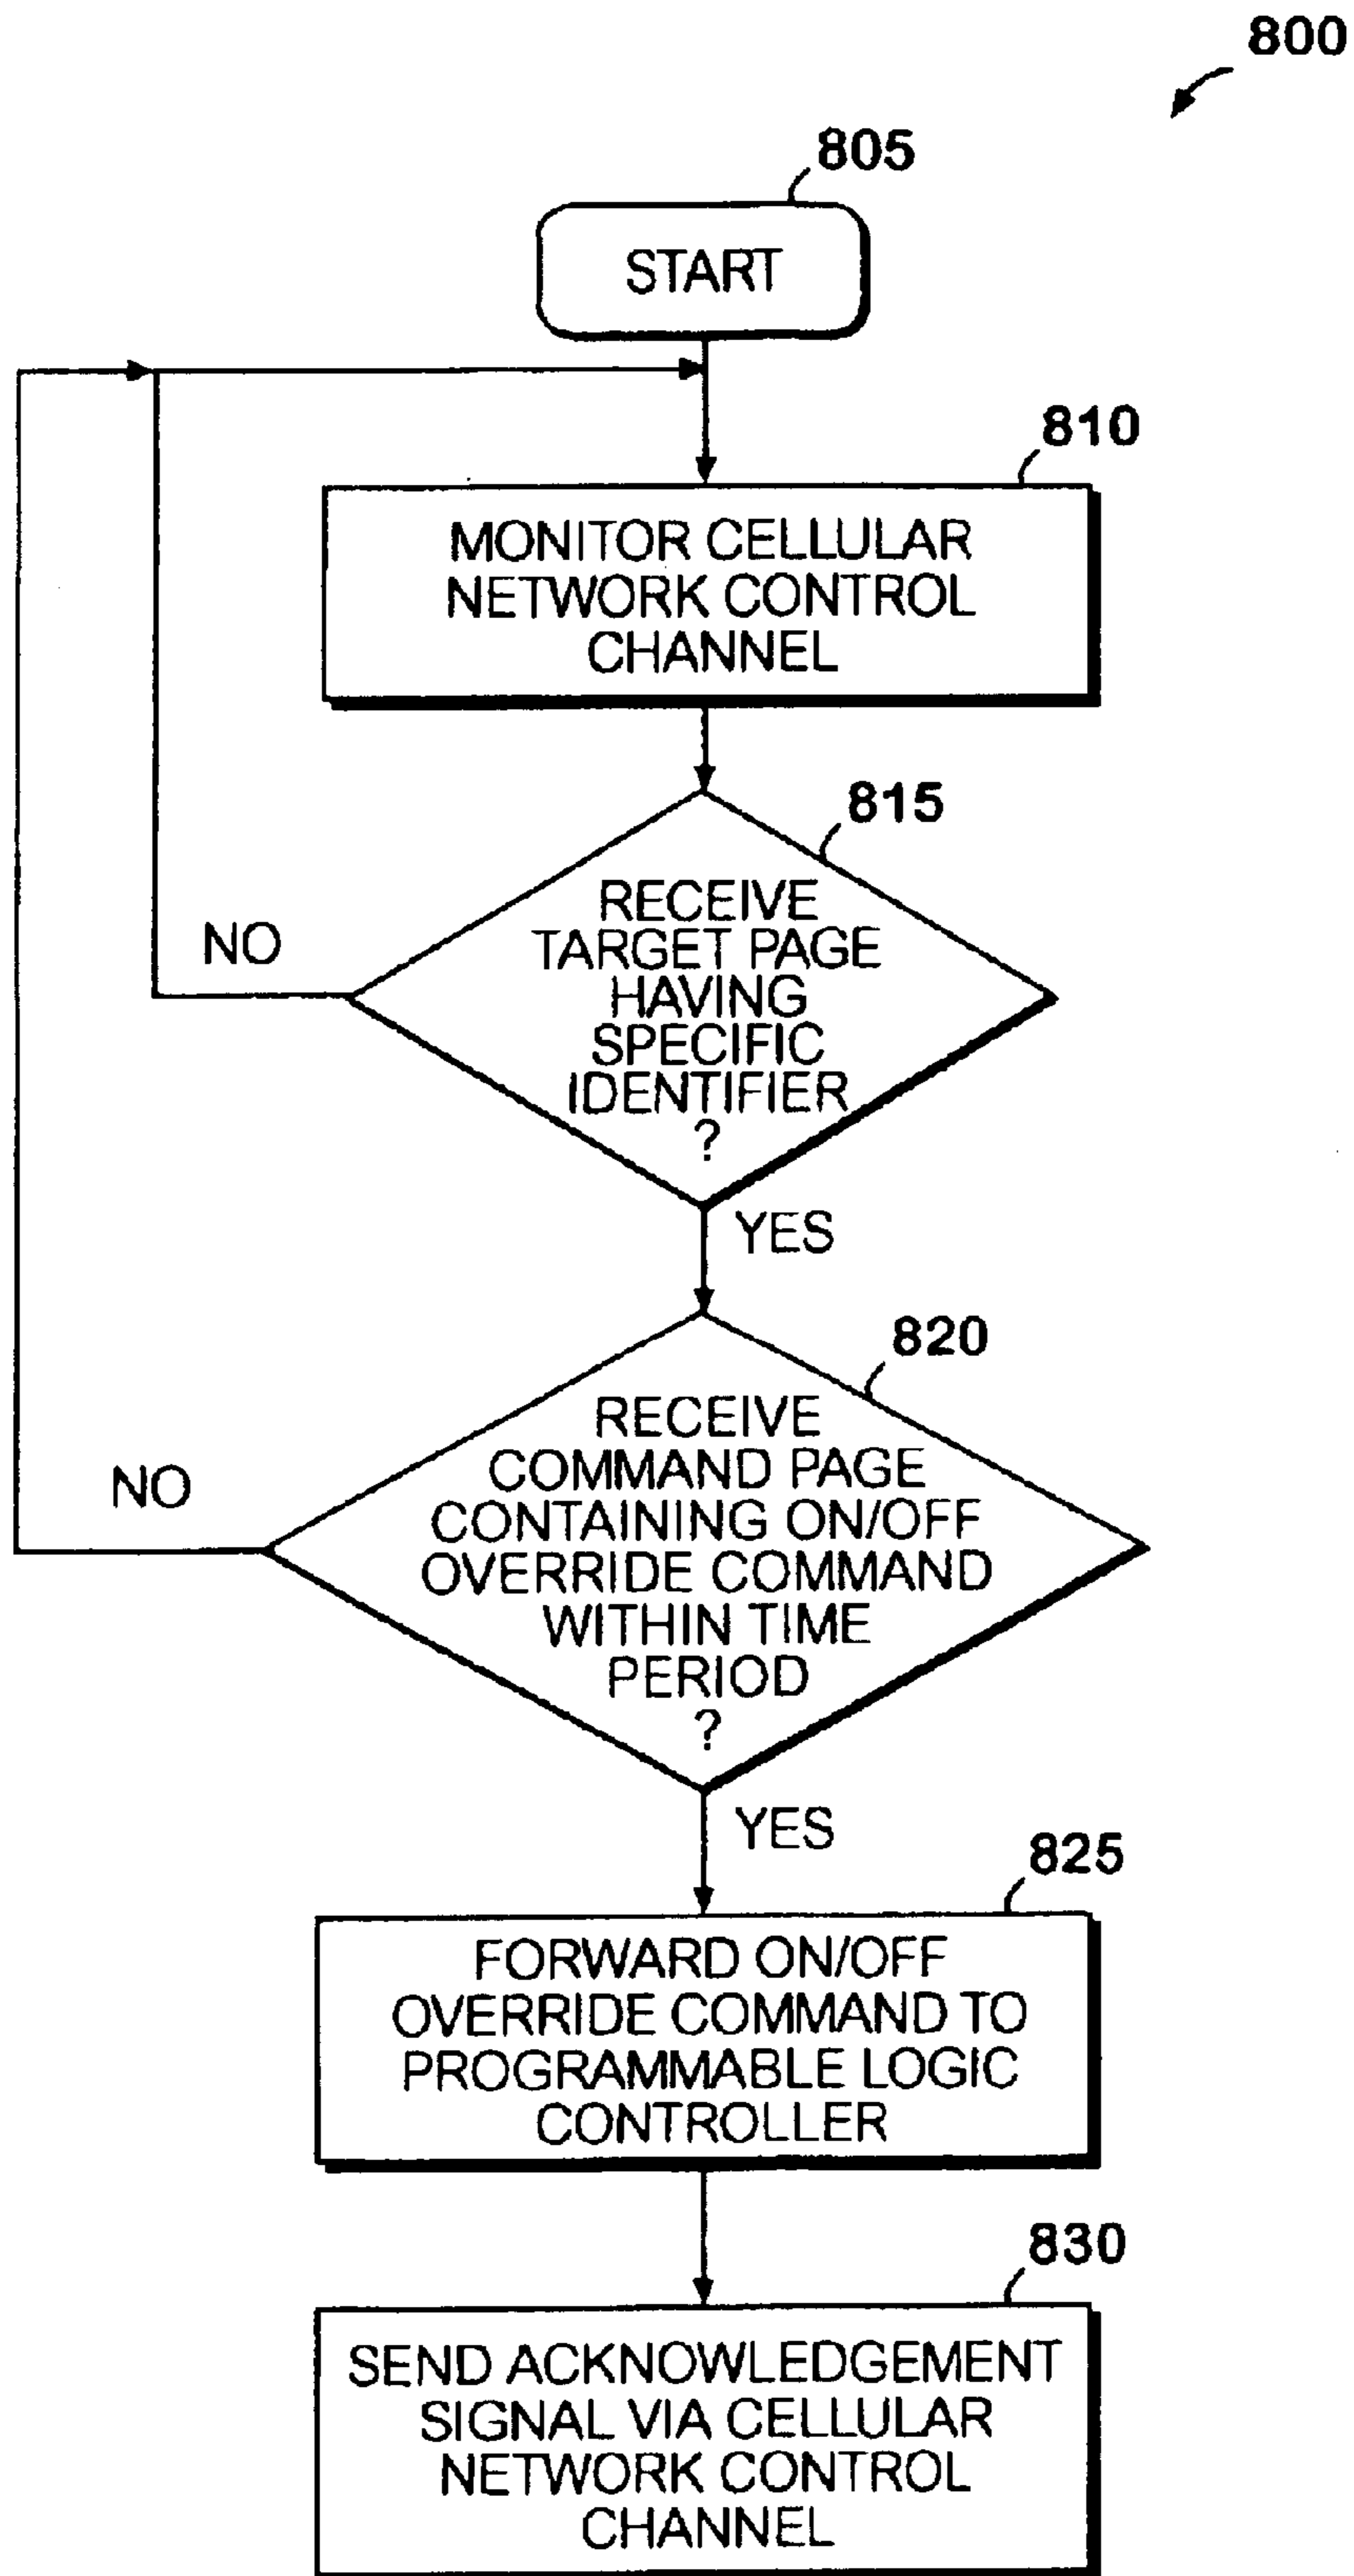 800
805
START
810
MONITOR CELLULAR
NETWORK CONTROL
CHANNEL
815
RECEIVE
TARGET PAGE
HAVING
SPECIFIC
IDENTIFIER
?
NO
YES
820
RECEIVE
COMMAND PAGE
CONTAINING ON/OFF
OVERRIDE COMMAND
WITHIN TIME
PERIOD
?
NO
YES
825
FORWARD ON/OFF
OVERRIDE COMMAND TO
PROGRAMMABLE LOGIC
CONTROLLER
830
SEND ACKNOWLEDGEMENT
SIGNAL VIA CELLULAR
NETWORK CONTROL
CHANNEL